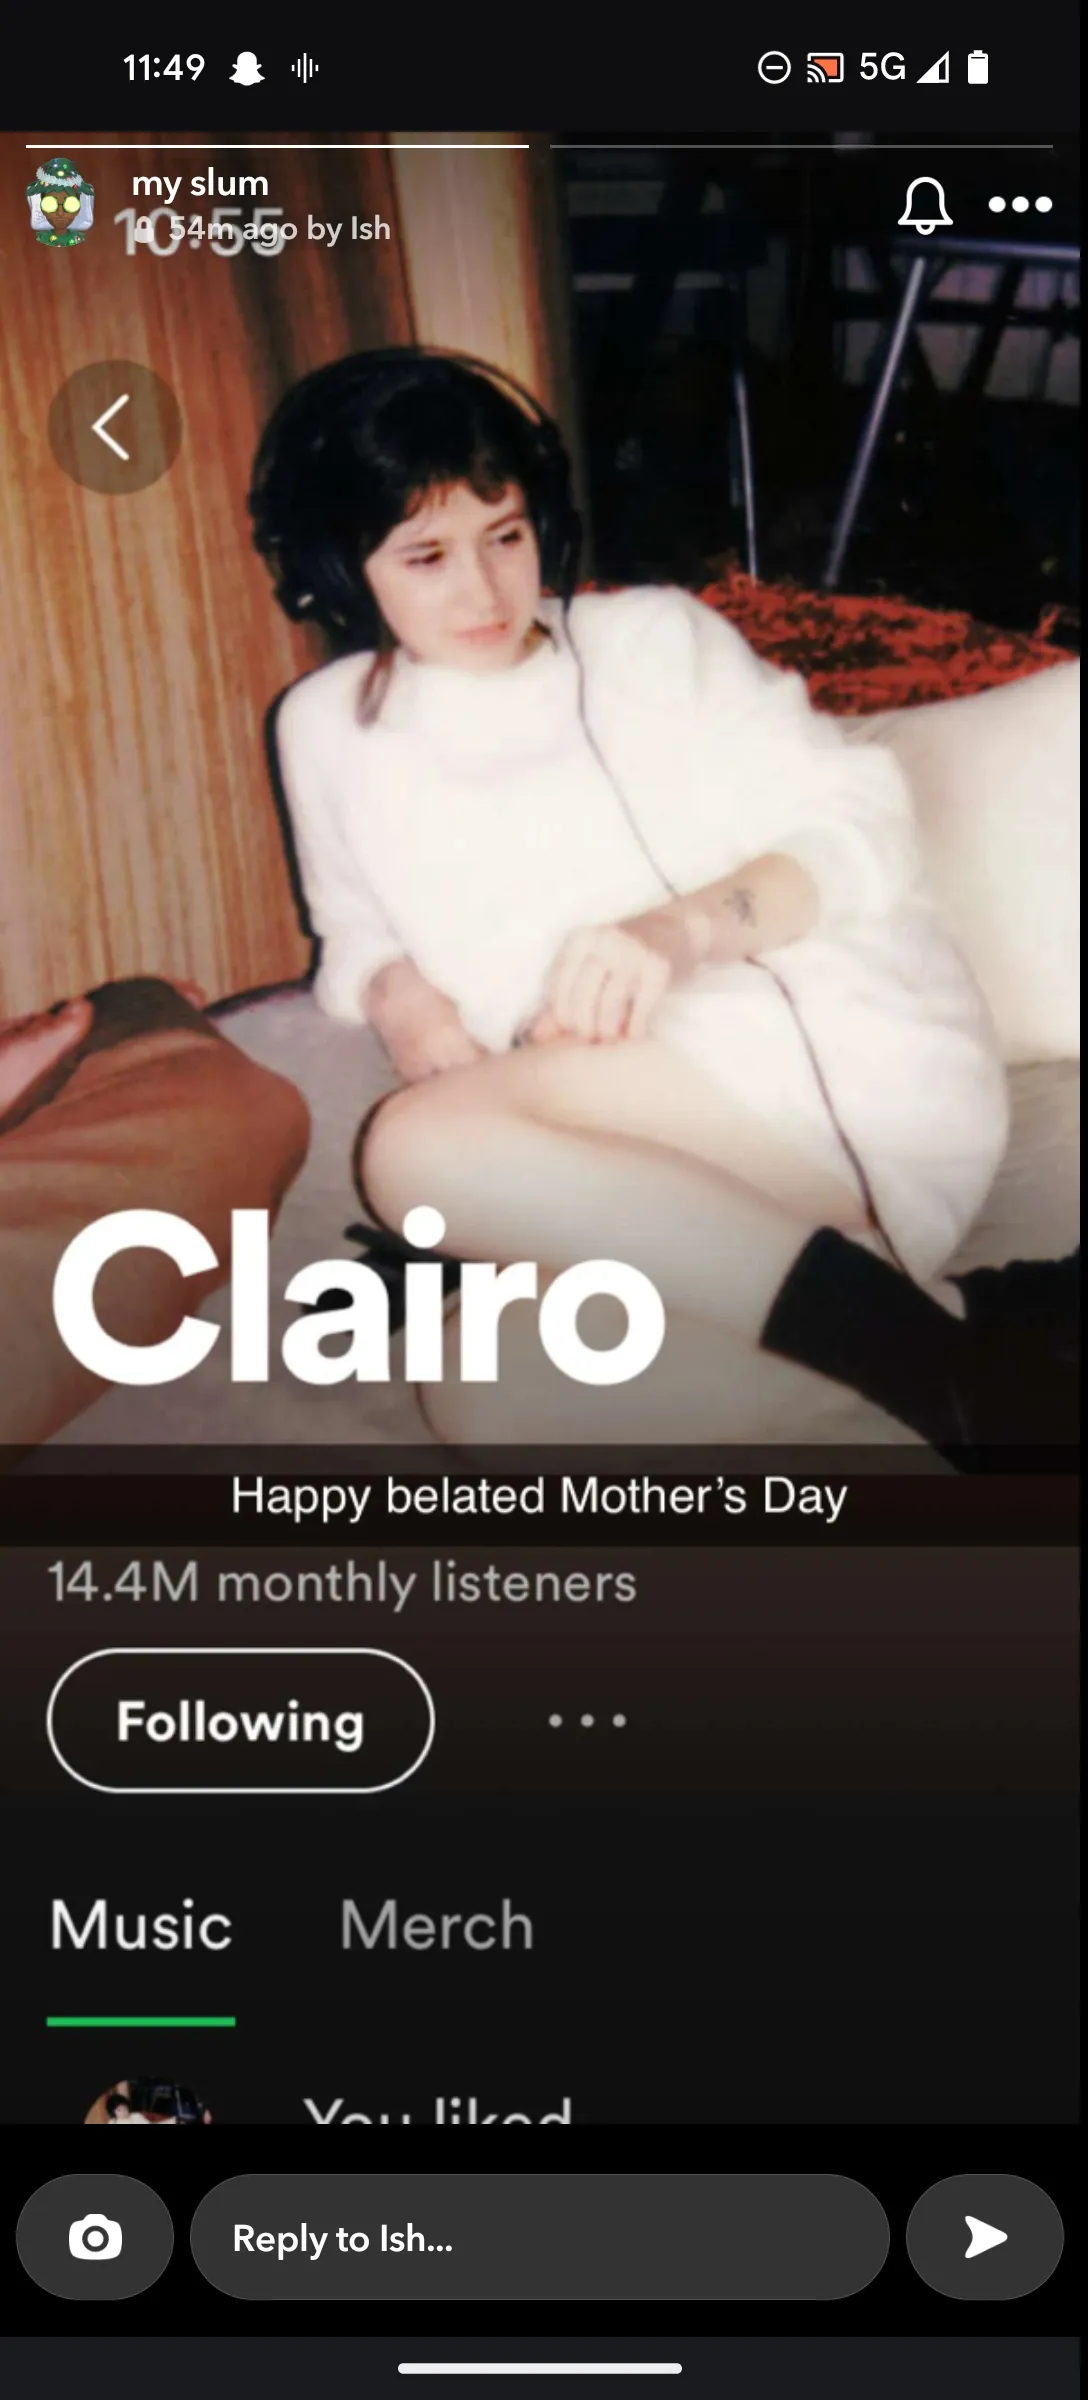 11:49
5G
my slum
10:55
54m ago by Ish
Clairo
Happy belated Mother's Day
14.4M monthly listeners
Following
Music
Merch
You liked
Reply to Ish...